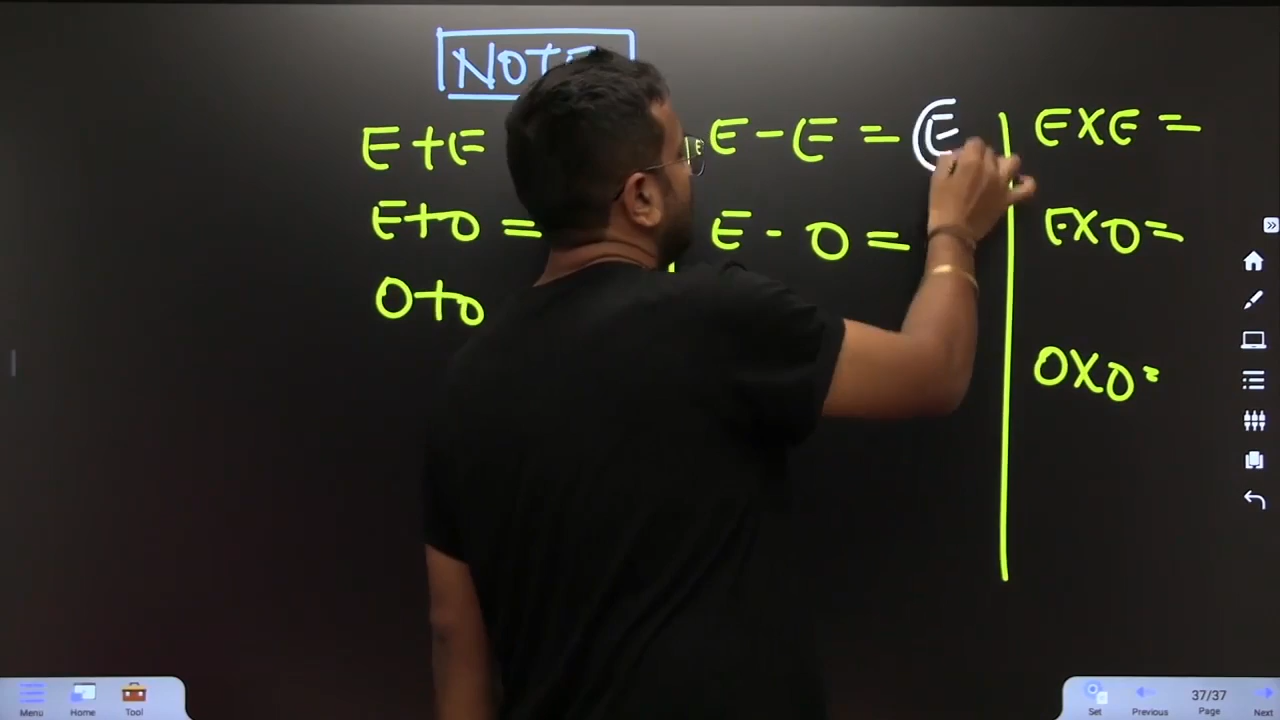 NOTE
E+E
E-E = E
E×E =
E+O =
E-O =
E×O =
O+O
O×O =
Menu
Home
Tool
Set
Previous
37/37
Page
Next